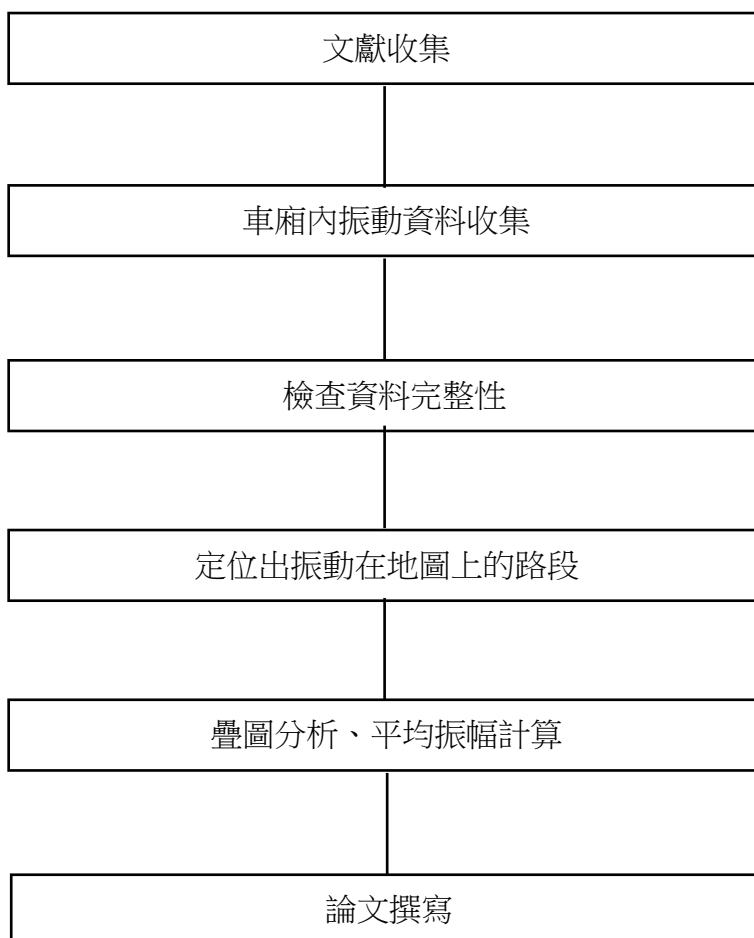 文獻收集
車廂內振動資料收集
檢查資料完整性
定位出振動在地圖上的路段
疊圖分析、平均振幅計算
論文撰寫